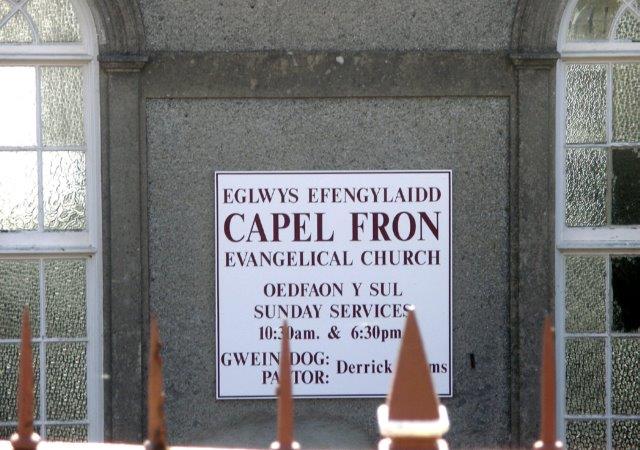 EGLWYS EFENGYLAIDD
CAPEL FRON
EVANGELICAL CHURCH
OEDFAON Y SUL
SUNDAY SERVICES
10:30am. & 6:30pm.
GWEINIDOG:
PASTOR: Derrick